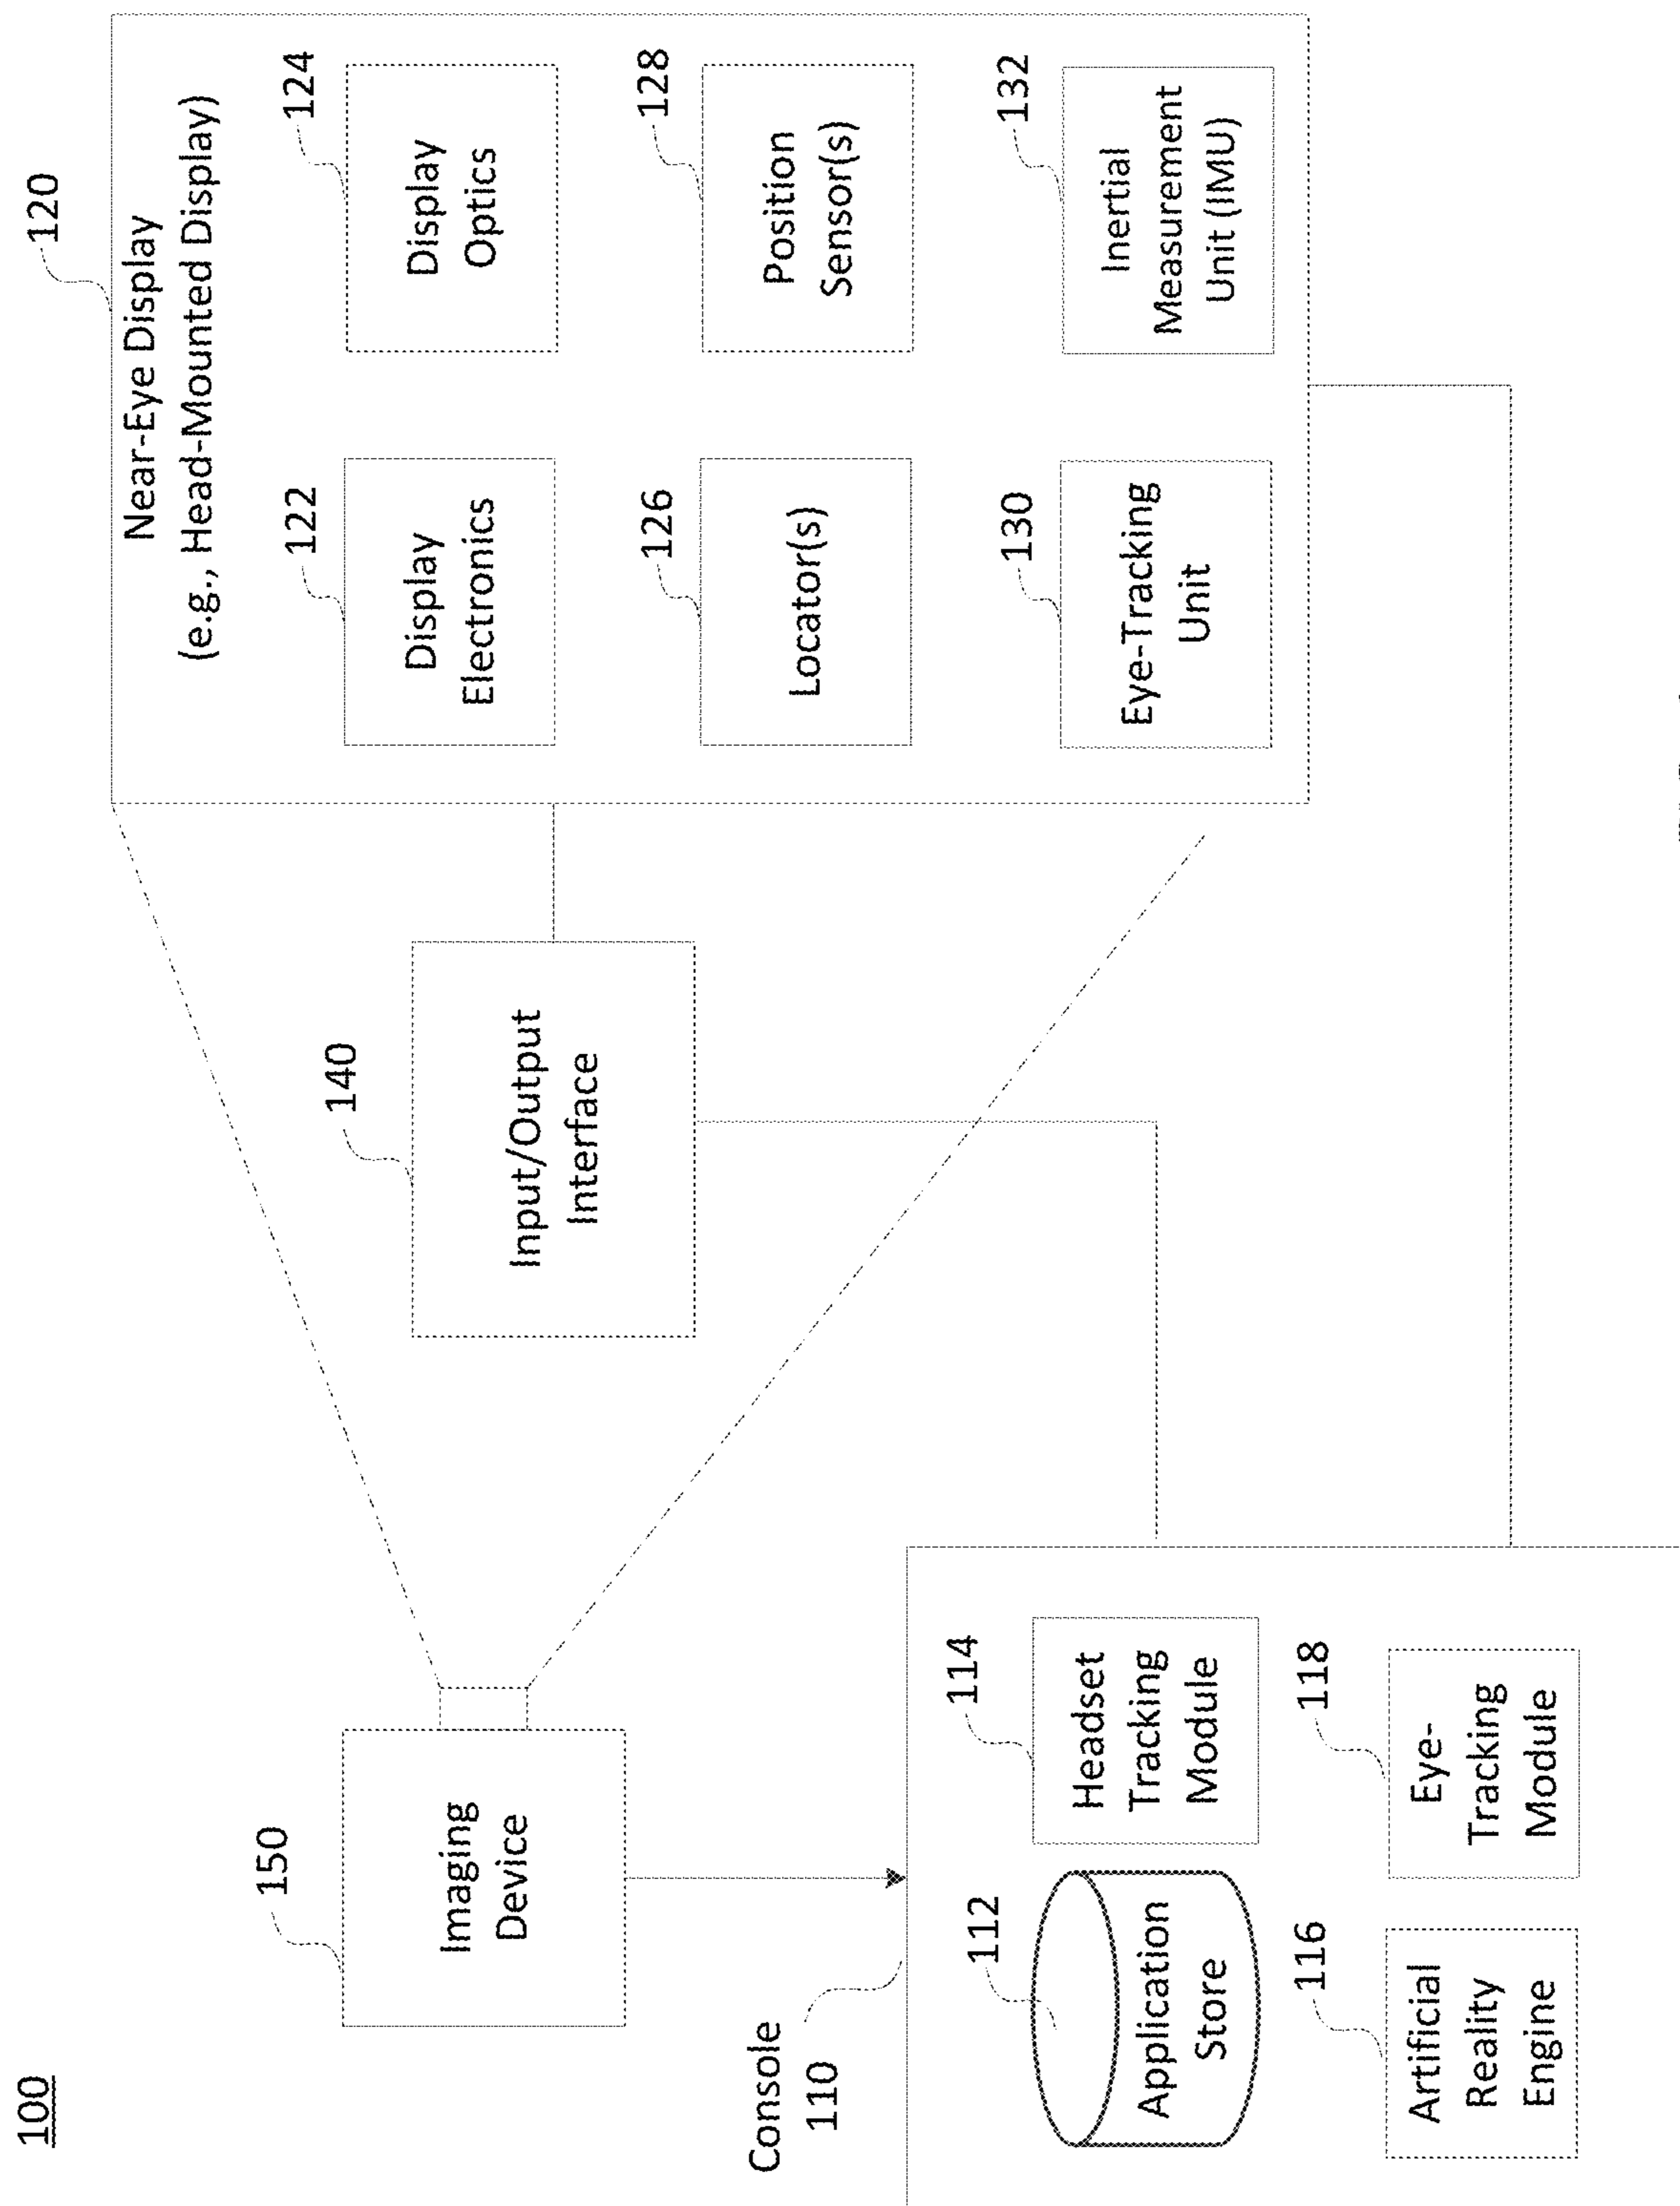 100
120
Near-Eye Display
(e.g., Head-Mounted Display)
150
Imaging
Device
140
Input/Output
Interface
122
Display
Electronics
124
Display
Optics
126
Locator(s)
128
Position
Sensor(s)
130
Eye-Tracking
Unit
132
Inertial
Measurement
Unit (IMU)
Console
110
112
Application
Store
114
Headset
Tracking
Module
116
Artificial
Reality
Engine
118
Eye-
Tracking
Module